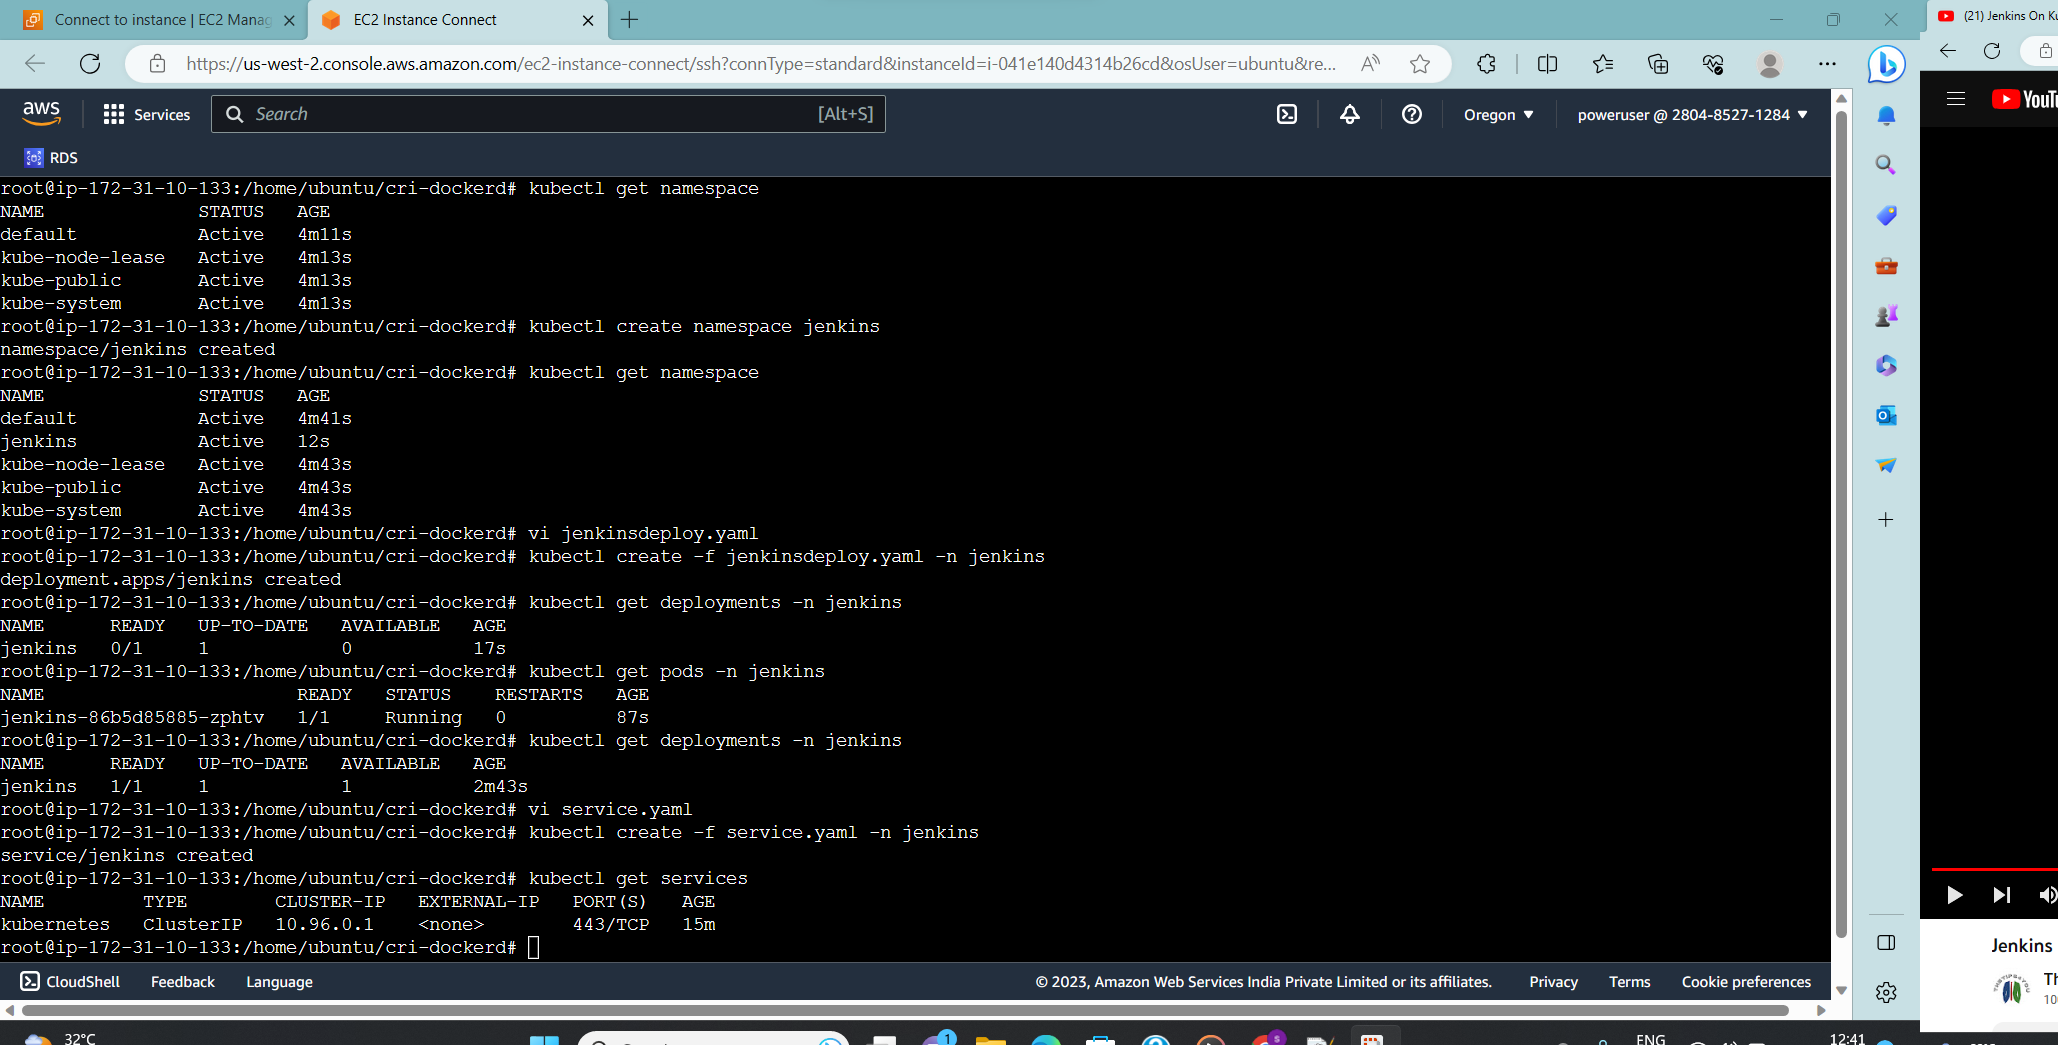 Connect to instance | EC2 Manag
EC2 Instance Connect
(21) Jenkins On Ku
https://us-west-2.console.aws.amazon.com/ec2-instance-connect/ssh?connType=standard&instanceId=i-041e140d4314b26cd&osUser=ubuntu&re...
aws
Services
Search
[Alt+S]
Oregon
poweruser @ 2804-8527-1284
RDS
root@ip-172-31-10-133:/home/ubuntu/cri-dockerd# kubectl get namespace
NAME STATUS AGE
default Active 4m11s
kube-node-lease Active 4m13s
kube-public Active 4m13s
kube-system Active 4m13s
root@ip-172-31-10-133:/home/ubuntu/cri-dockerd# kubectl create namespace jenkins
namespace/jenkins created
root@ip-172-31-10-133:/home/ubuntu/cri-dockerd# kubectl get namespace
NAME STATUS AGE
default Active 4m41s
jenkins Active 12s
kube-node-lease Active 4m43s
kube-public Active 4m43s
kube-system Active 4m43s
root@ip-172-31-10-133:/home/ubuntu/cri-dockerd# vi jenkinsdeploy.yaml
root@ip-172-31-10-133:/home/ubuntu/cri-dockerd# kubectl create -f jenkinsdeploy.yaml -n jenkins
deployment.apps/jenkins created
root@ip-172-31-10-133:/home/ubuntu/cri-dockerd# kubectl get deployments -n jenkins
NAME READY UP-TO-DATE AVAILABLE AGE
jenkins 0/1 1 0 17s
root@ip-172-31-10-133:/home/ubuntu/cri-dockerd# kubectl get pods -n jenkins
NAME READY STATUS RESTARTS AGE
jenkins-86b5d85885-zphtv 1/1 Running 0 87s
root@ip-172-31-10-133:/home/ubuntu/cri-dockerd# kubectl get deployments -n jenkins
NAME READY UP-TO-DATE AVAILABLE AGE
jenkins 1/1 1 1 2m43s
root@ip-172-31-10-133:/home/ubuntu/cri-dockerd# vi service.yaml
root@ip-172-31-10-133:/home/ubuntu/cri-dockerd# kubectl create -f service.yaml -n jenkins
service/jenkins created
root@ip-172-31-10-133:/home/ubuntu/cri-dockerd# kubectl get services
NAME TYPE CLUSTER-IP EXTERNAL-IP PORT(S) AGE
kubernetes ClusterIP 10.96.0.1 <none> 443/TCP 15m
root@ip-172-31-10-133:/home/ubuntu/cri-dockerd#
Jenkins
CloudShell
Feedback
Language
© 2023, Amazon Web Services India Private Limited or its affiliates.
Privacy
Terms
Cookie preferences
32°C
1
ENG
12:41